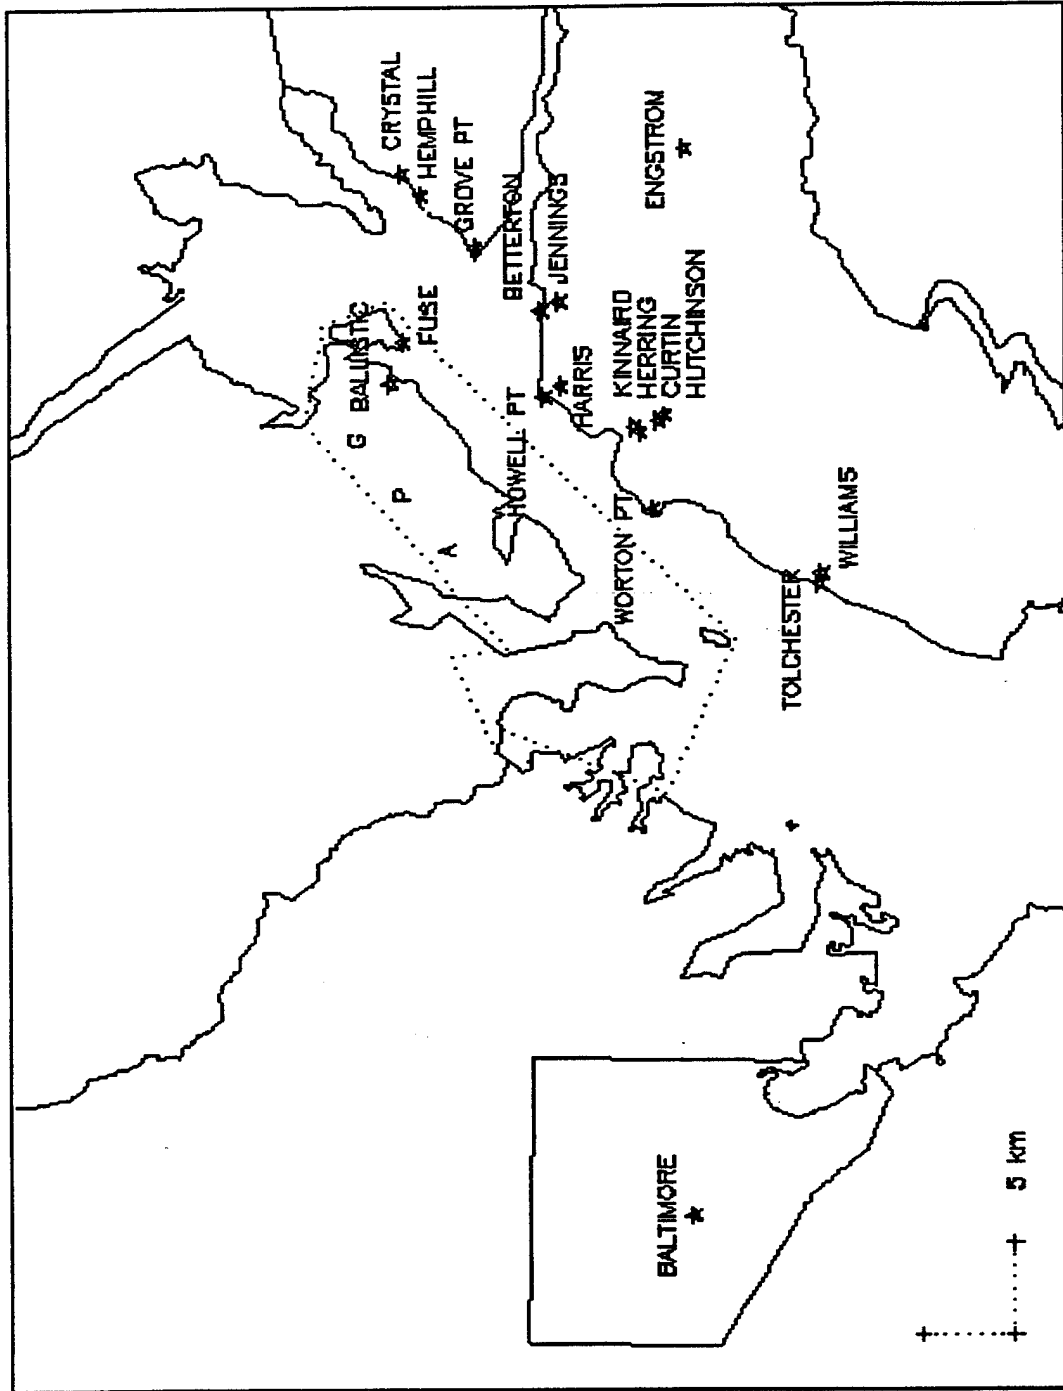 CRYSTAL
HEMPHILL
GROVE PT
BALLISTIC
FUSE
G
P
A
BETTERTON
JENNINGS
HOWELL PT
HARRIS
ENGSTROM
KINNAIRD
HERRING
CURTIN
HUTCHINSON
WORTON PT
TOLCHESTER
WILLIAMS
BALTIMORE
5 km